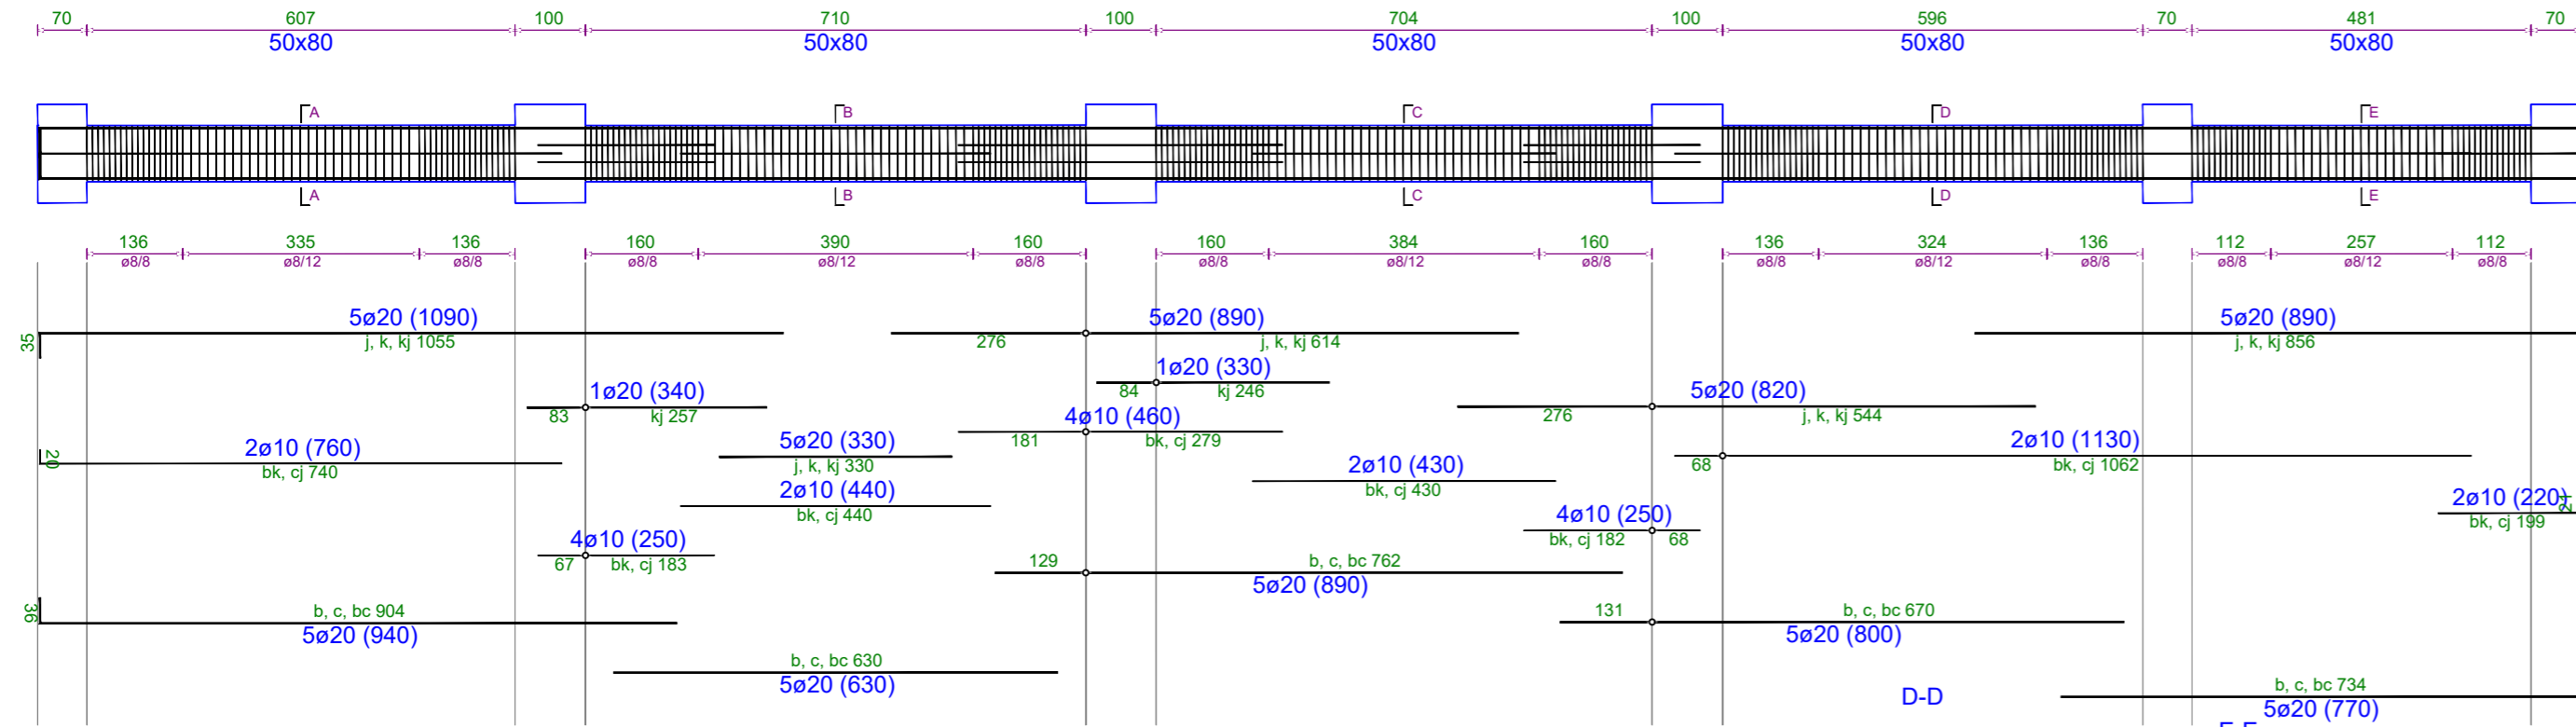 70 607 100 710 100 704 100 596 70 481 70
50x80 50x80 50x80 50x80 50x80
A B C D E
A B C D E
136 335 136 160 390 160 160 384 160 136 324 136 112 257 112
ø8/8 ø8/12 ø8/8 ø8/8 ø8/12 ø8/8 ø8/8 ø8/12 ø8/8 ø8/8 ø8/12 ø8/8 ø8/8 ø8/12 ø8/8
5ø20 (1090) 5ø20 (890) 5ø20 (890)
35 j, k, kj 1055 276 j, k, kj 614 j, k, kj 856
1ø20 (330)
84 kj 246
1ø20 (340) 5ø20 (820)
83 kj 257 276 j, k, kj 544
4ø10 (460)
181 bk, cj 279
2ø10 (760) 5ø20 (330) 2ø10 (1130)
20 bk, cj 740 j, k, kj 330 68 bk, cj 1062
2ø10 (430)
bk, cj 430
2ø10 (440) 2ø10 (220)
bk, cj 440 bk, cj 199
4ø10 (250)
bk, cj 182 68
4ø10 (250)
67 bk, cj 183
129 b, c, bc 762
5ø20 (890)
36 b, c, bc 904 131 b, c, bc 670
5ø20 (940) 5ø20 (800)
b, c, bc 630
5ø20 (630)
D-D b, c, bc 734
5ø20 (770)